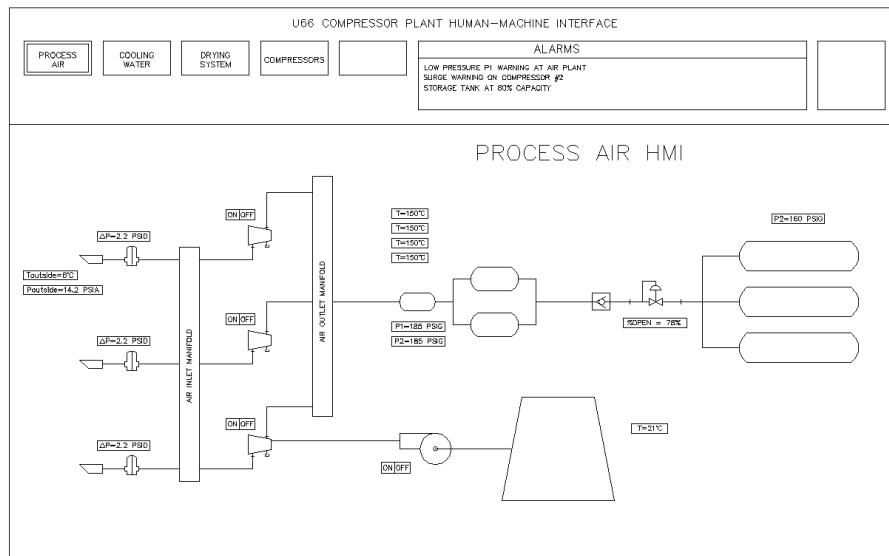 U66 COMPRESSOR PLANT HUMAN-MACHINE INTERFACE
PROCESS
AIR
COOLING
WATER
DRYING
SYSTEM
COMPRESSORS
ALARMS
LOW PRESSURE P1 WARNING AT AIR PLANT
SURGE WARNING ON COMPRESSOR #2
STORAGE TANK AT 60% CAPACITY
PROCESS AIR HMI
ON OFF
ΔP=2.2 PSID
Toutside=8°C
Poutside=14.2 PSIA
ON OFF
ΔP=2.2 PSID
ON OFF
ΔP=2.2 PSID
AIR INLET MANIFOLD
AIR OUTLET MANIFOLD
T=150°C
T=150°C
T=150°C
T=150°C
P1=185 PSIG
P2=185 PSIG
%OPEN = 78%
P2=160 PSIG
ON OFF
T=21°C